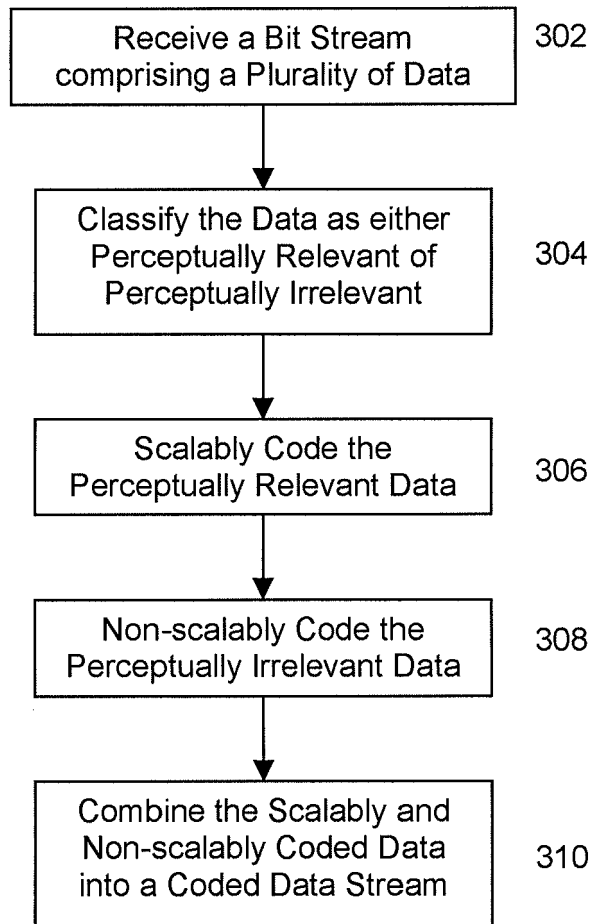 Receive a Bit Stream
comprising a Plurality of Data
302
Classify the Data as either
Perceptually Relevant of
Perceptually Irrelevant
304
Scalably Code the
Perceptually Relevant Data
306
Non-scalably Code the
Perceptually Irrelevant Data
308
Combine the Scalably and
Non-scalably Coded Data
into a Coded Data Stream
310